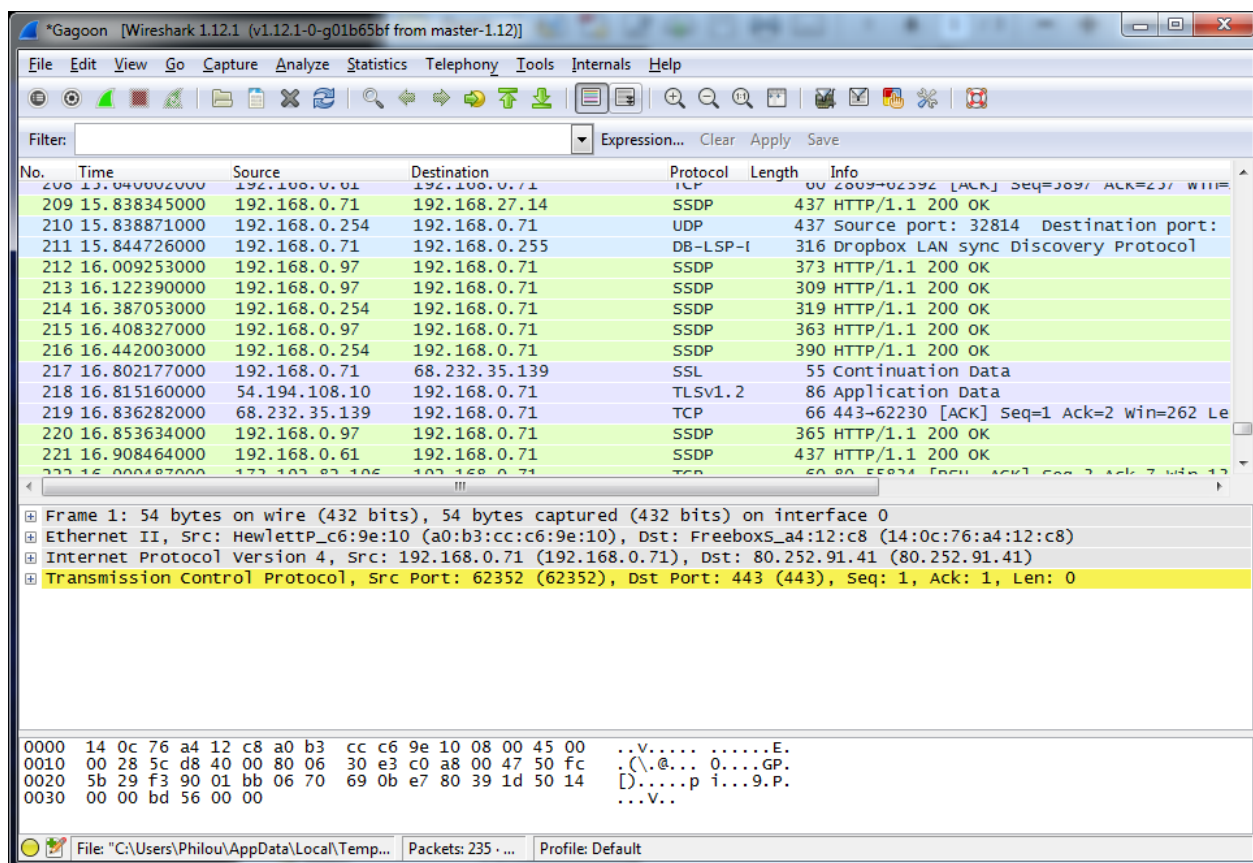 *Gagoon [Wireshark 1.12.1 (v1.12.1-0-g01b65bf from master-1.12)]
File Edit View Go Capture Analyze Statistics Telephony Tools Internals Help
Filter: Expression... Clear Apply Save
No. Time Source Destination Protocol Length Info
208 15.640602000 192.168.0.61 192.168.0.71 TCP 60 2869→62592 [ACK] Seq=3897 Ack=257 Win=
209 15.838345000 192.168.0.71 192.168.27.14 SSDP 437 HTTP/1.1 200 OK
210 15.838871000 192.168.0.254 192.168.0.71 UDP 437 Source port: 32814 Destination port:
211 15.844726000 192.168.0.71 192.168.0.255 DB-LSP-I 316 Dropbox LAN sync Discovery Protocol
212 16.009253000 192.168.0.97 192.168.0.71 SSDP 373 HTTP/1.1 200 OK
213 16.122390000 192.168.0.97 192.168.0.71 SSDP 309 HTTP/1.1 200 OK
214 16.387053000 192.168.0.254 192.168.0.71 SSDP 319 HTTP/1.1 200 OK
215 16.408327000 192.168.0.97 192.168.0.71 SSDP 363 HTTP/1.1 200 OK
216 16.442003000 192.168.0.254 192.168.0.71 SSDP 390 HTTP/1.1 200 OK
217 16.802177000 192.168.0.71 68.232.35.139 SSL 55 Continuation Data
218 16.815160000 54.194.108.10 192.168.0.71 TLSv1.2 86 Application Data
219 16.836282000 68.232.35.139 192.168.0.71 TCP 66 443→62230 [ACK] Seq=1 Ack=2 Win=262 Le
220 16.853634000 192.168.0.97 192.168.0.71 SSDP 365 HTTP/1.1 200 OK
221 16.908464000 192.168.0.61 192.168.0.71 SSDP 437 HTTP/1.1 200 OK
Frame 1: 54 bytes on wire (432 bits), 54 bytes captured (432 bits) on interface 0
Ethernet II, Src: HewlettP_c6:9e:10 (a0:b3:cc:c6:9e:10), Dst: FreeboxS_a4:12:c8 (14:0c:76:a4:12:c8)
Internet Protocol Version 4, Src: 192.168.0.71 (192.168.0.71), Dst: 80.252.91.41 (80.252.91.41)
Transmission Control Protocol, Src Port: 62352 (62352), Dst Port: 443 (443), Seq: 1, Ack: 1, Len: 0
0000 14 0c 76 a4 12 c8 a0 b3 cc c6 9e 10 08 00 45 00 ..v..... ......E.
0010 00 28 5c d8 40 00 80 06 30 e3 c0 a8 00 47 50 fc .(\.@... 0....GP.
0020 5b 29 f3 90 01 bb 06 70 69 0b e7 80 39 1d 50 14 [).....p i...9.P.
0030 00 00 bd 56 00 00 ...V..
File: "C:\Users\Philou\AppData\Local\Temp... Packets: 235 · ... Profile: Default